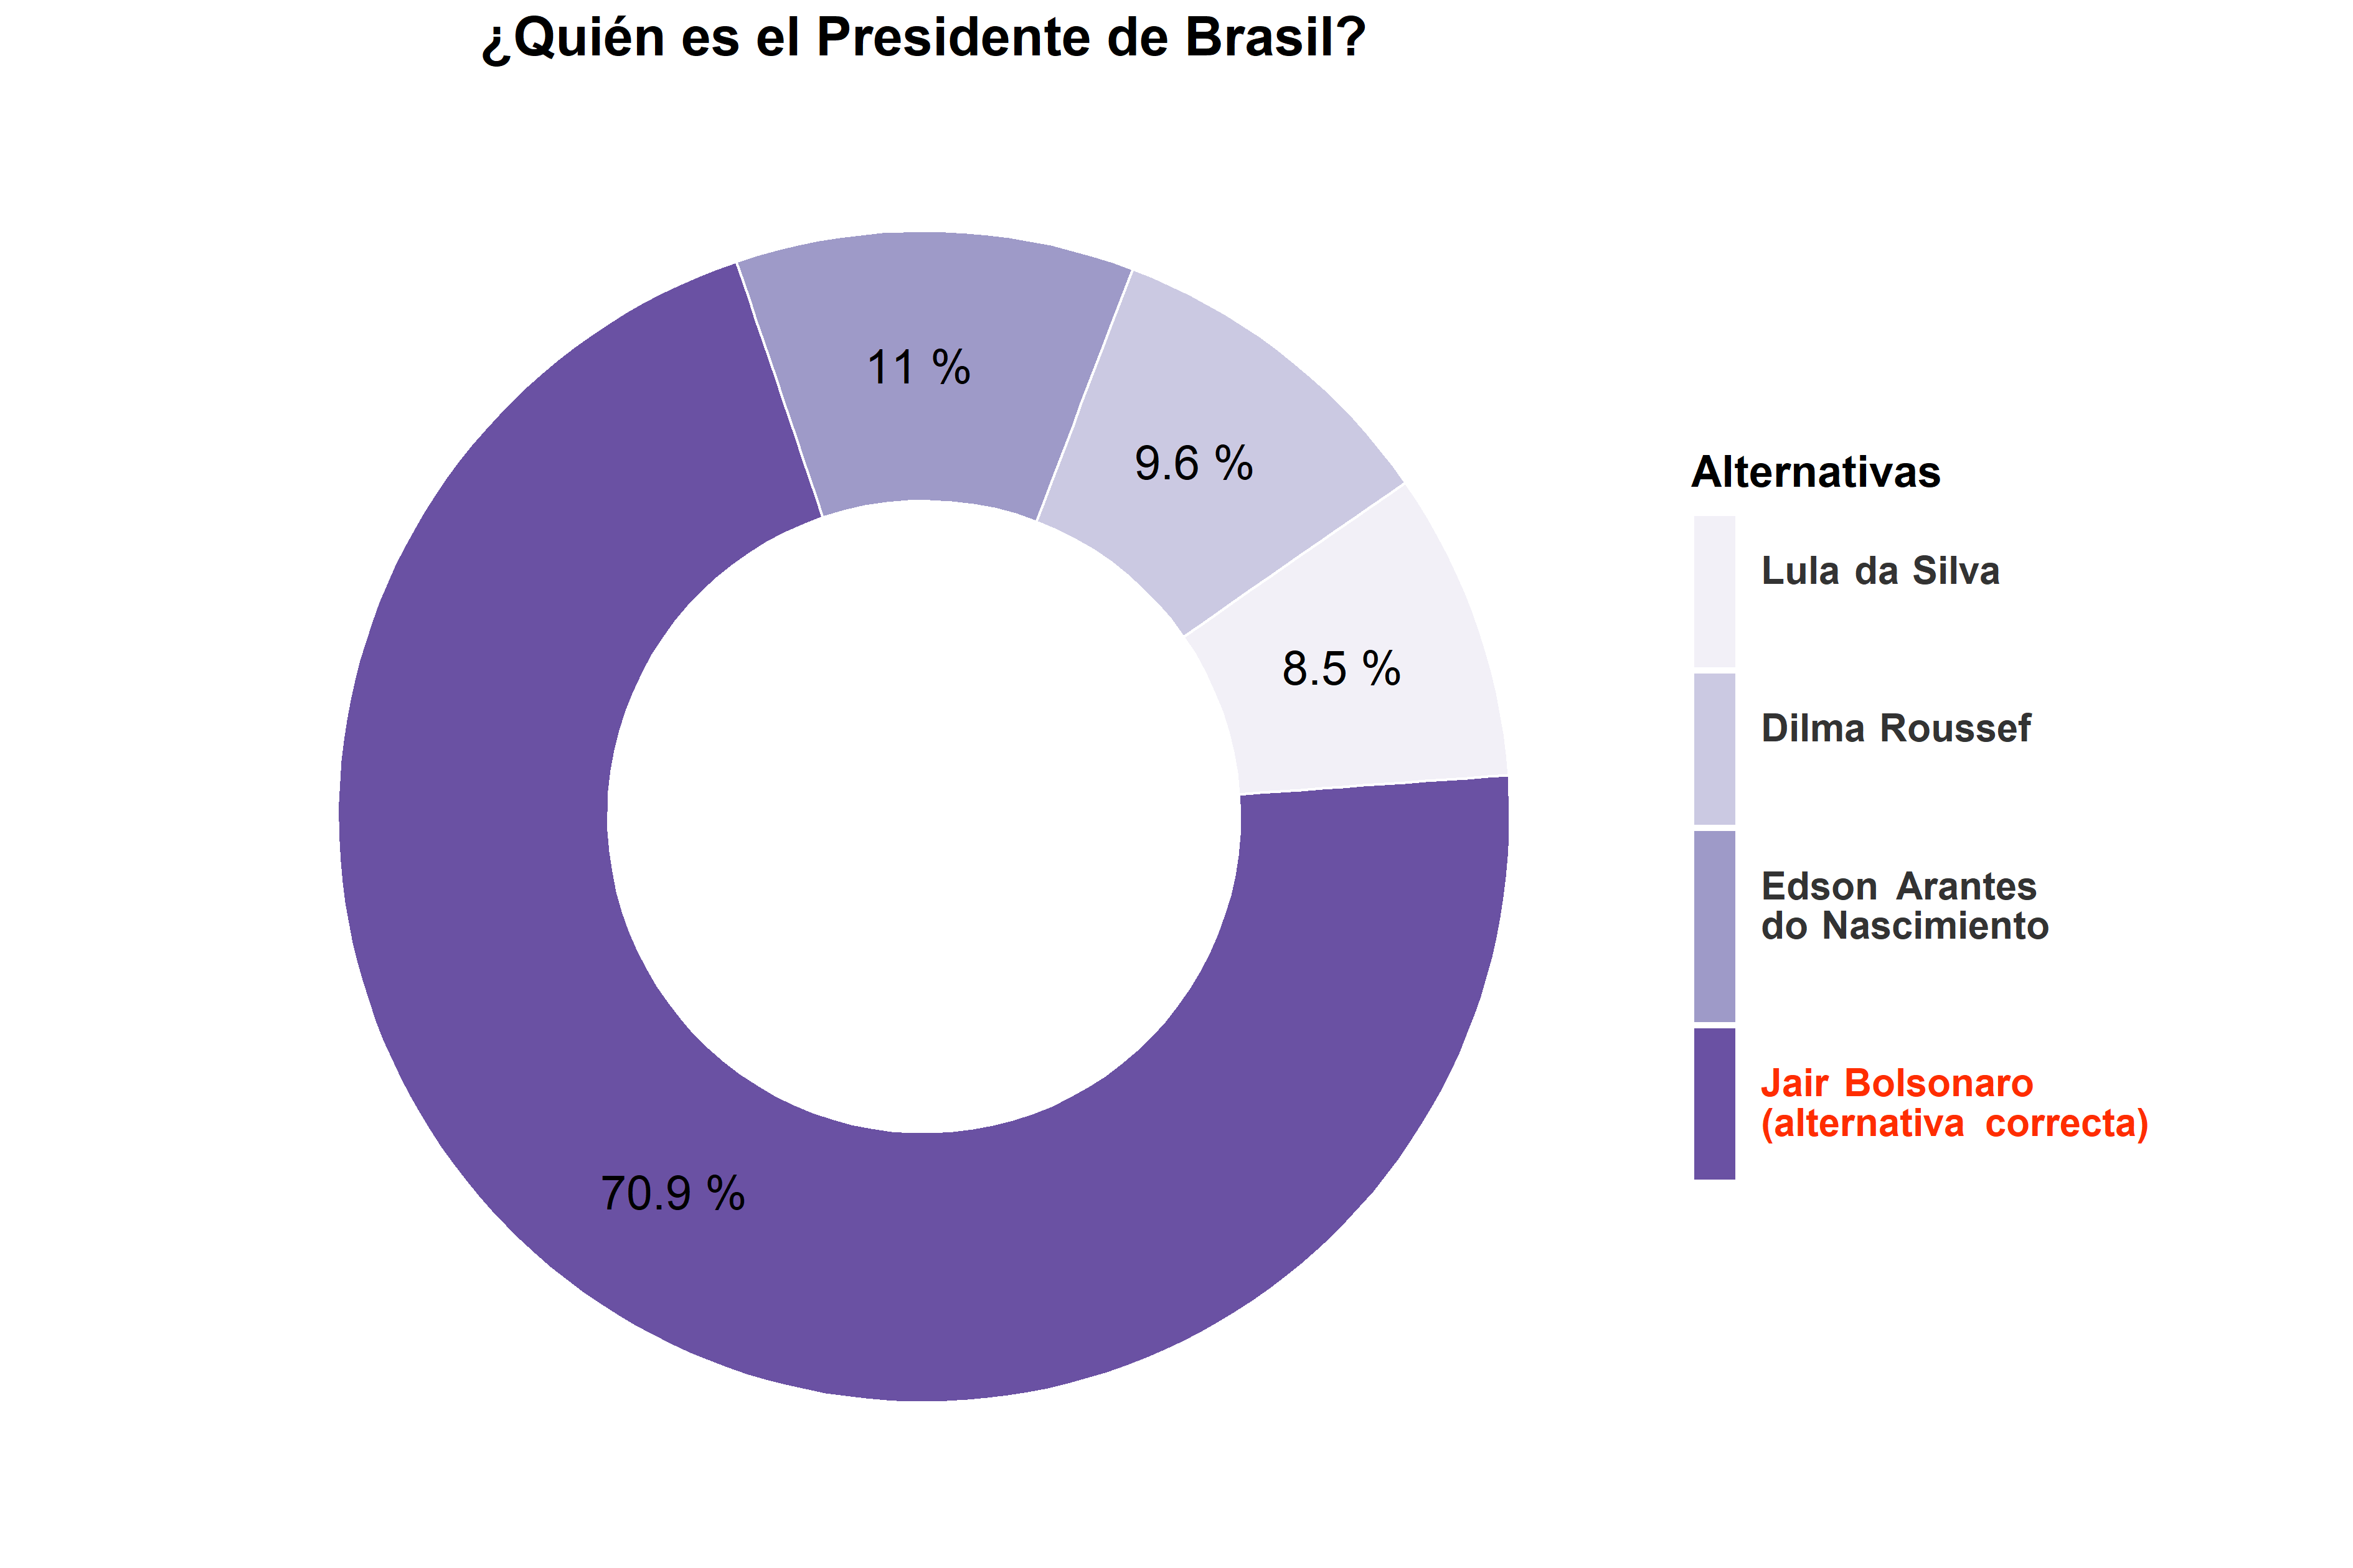 ¿Quién es el Presidente de Brasil?
11 %
9.6 %
8.5 %
70.9 %
Alternativas
Lula da Silva
Dilma Roussef
Edson Arantes
do Nascimiento
Jair Bolsonaro
(alternativa correcta)